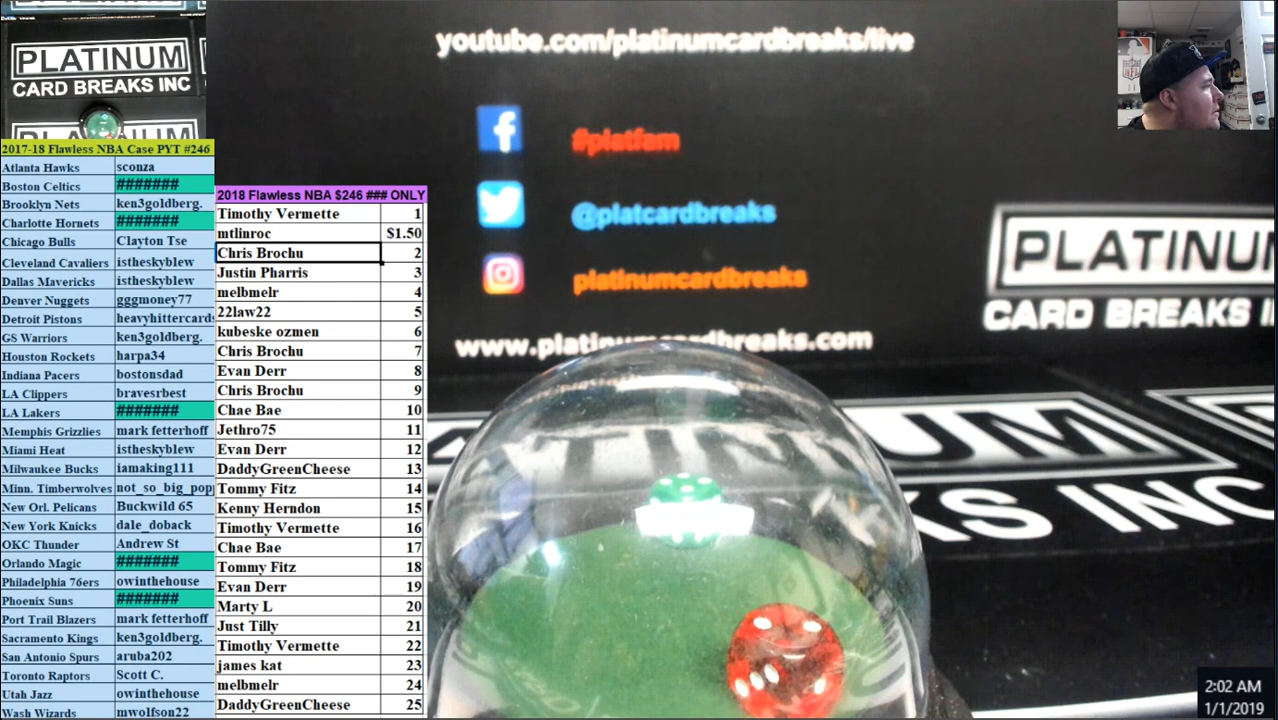 PLATINUM
CARD BREAKS INC
PLATINUM
2017-18 Flawless NBA Case PYT #246
Atlanta Hawks sconza
Boston Celtics #######
Brooklyn Nets ken3goldberg.
Charlotte Hornets #######
Chicago Bulls Clayton Tse
Cleveland Cavaliers istheskyblew
Dallas Mavericks istheskyblew
Denver Nuggets gggmoney77
Detroit Pistons heavyhittercards
GS Warriors ken3goldberg.
Houston Rockets harpa34
Indiana Pacers bostonsdad
LA Clippers bravesrbest
LA Lakers #######
Memphis Grizzlies mark fetterhoff
Miami Heat istheskyblew
Milwaukee Bucks iamaking111
Minn. Timberwolves not_so_big_pop
New Orl. Pelicans Buckwild 65
New York Knicks dale_doback
OKC Thunder Andrew St
Orlando Magic #######
Philadelphia 76ers owinthehouse
Phoenix Suns #######
Port Trail Blazers mark fetterhoff
Sacramento Kings ken3goldberg.
San Antonio Spurs aruba202
Toronto Raptors Scott C.
Utah Jazz owinthehouse
Wash Wizards mwolfson22
2018 Flawless NBA $246 ### ONLY
Timothy Vermette 1
mtlinroc $1.50
Chris Brochu 2
Justin Pharris 3
melbmelr 4
22law22 5
kubeske ozmen 6
Chris Brochu 7
Evan Derr 8
Chris Brochu 9
Chae Bae 10
Jethro75 11
Evan Derr 12
DaddyGreenCheese 13
Tommy Fitz 14
Kenny Herndon 15
Timothy Vermette 16
Chae Bae 17
Tommy Fitz 18
Evan Derr 19
Marty L 20
Just Tilly 21
Timothy Vermette 22
james kat 23
melbmelr 24
DaddyGreenCheese 25
youtube.com/platinumcardbreaks/live
#platfam
@platcardbreaks
platinumcardbreaks
www.platinumcardbreaks.com
PLATINUM
CARD BREAKS I
NFL
2:02 AM
1/1/2019